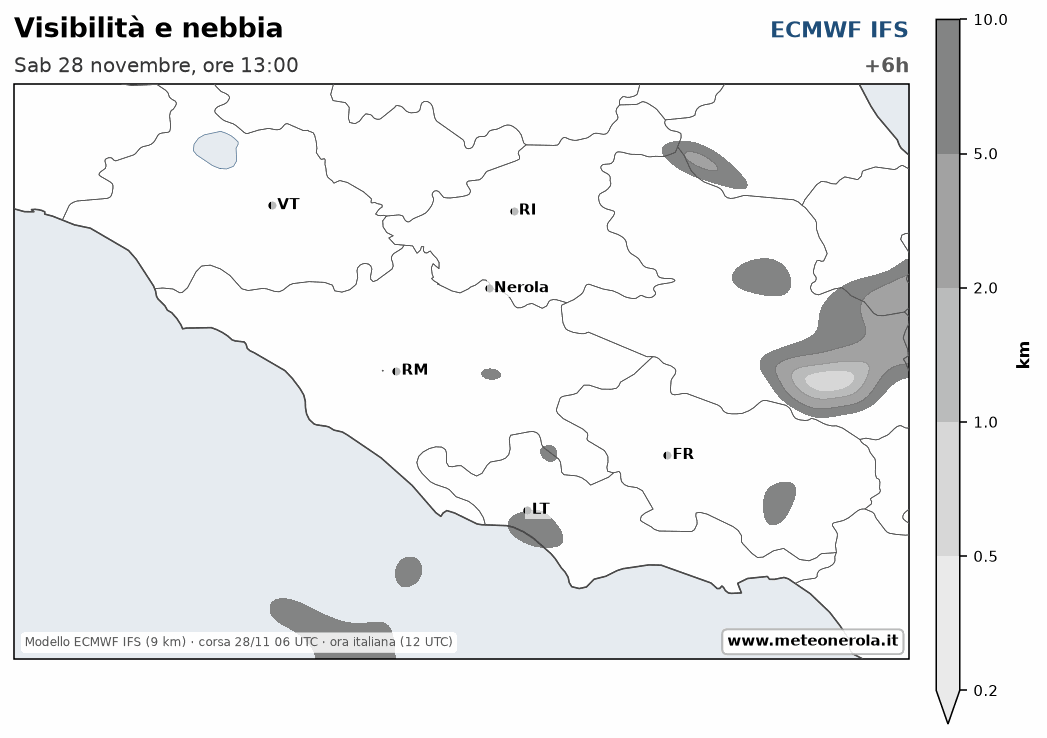 Visibilità e nebbia
ECMWF IFS
Sab 28 novembre, ore 13:00
+6h
VT
RI
Nerola
RM
FR
LT
Modello ECMWF IFS (9 km) · corsa 28/11 06 UTC · ora italiana (12 UTC)
www.meteonerola.it
10.0
5.0
2.0
1.0
0.5
0.2
km